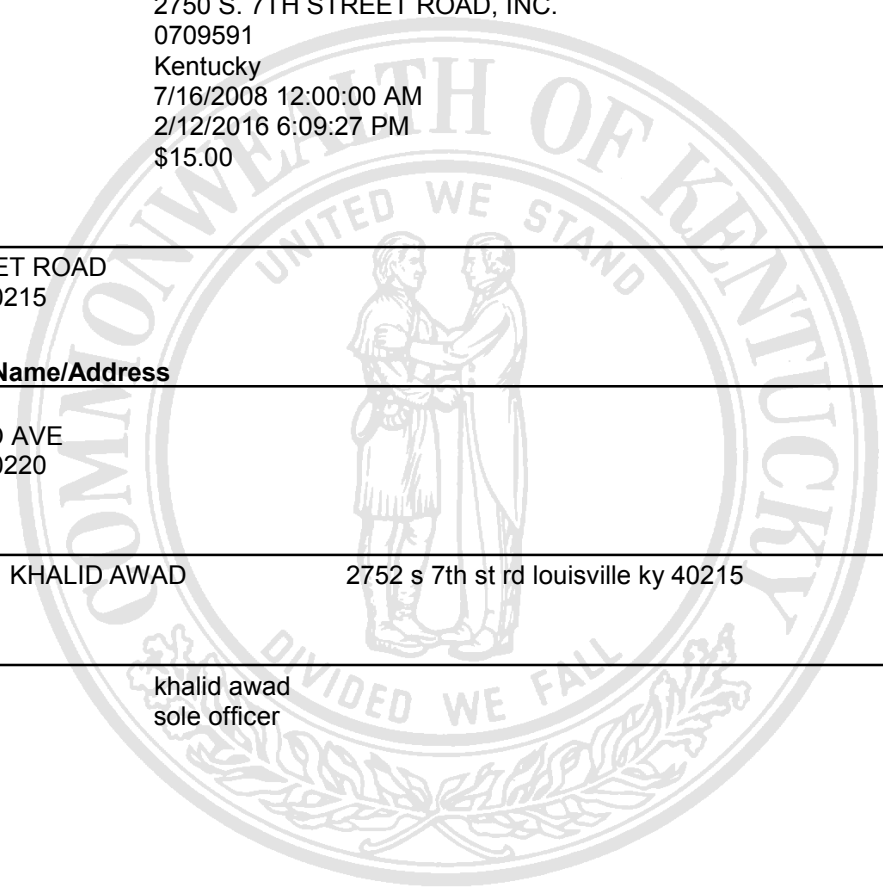 2750 S. 7TH STREET ROAD, INC.
0709591
Kentucky
7/16/2008 12:00:00 AM
2/12/2016 6:09:27 PM
$15.00
ET ROAD
0215
Name/Address
AVE
0220
KHALID AWAD 2752 s 7th st rd louisville ky 40215
khalid awad
sole officer
COMMONWEALTH OF KENTUCKY
UNITED WE STAND
DIVIDED WE FALL